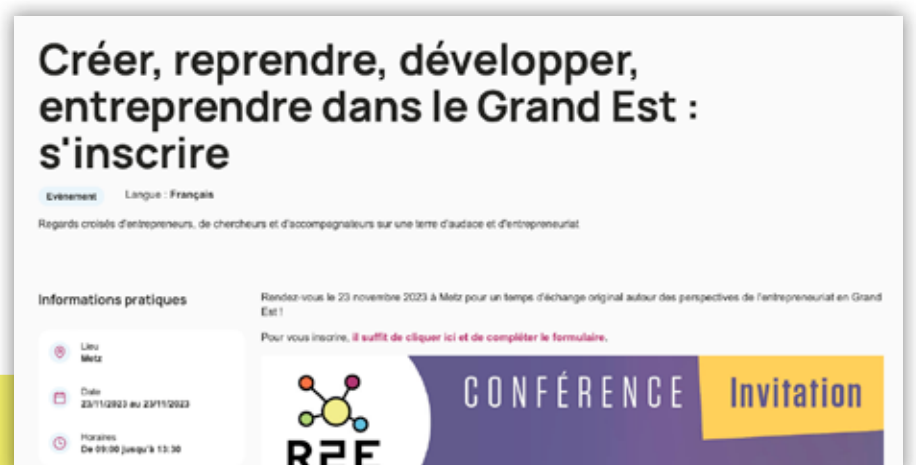 Créer, reprendre, développer,
entreprendre dans le Grand Est :
s'inscrire
Evènement
Langue : Français
Regards croisés d'entrepreneurs, de chercheurs et d'accompagnateurs sur une terre d'audace et d'entrepreneuriat
Informations pratiques
Lieu
Metz
Date
23/11/2023 au 23/11/2023
Horaires
De 09:00 jusqu'à 13:30
Rendez-vous le 23 novembre 2023 à Metz pour un temps d'échange original autour des perspectives de l'entrepreneuriat en Grand
Est !
Pour vous inscrire, il suffit de cliquer ici et de compléter le formulaire.
CONFÉRENCE
Invitation
R2E